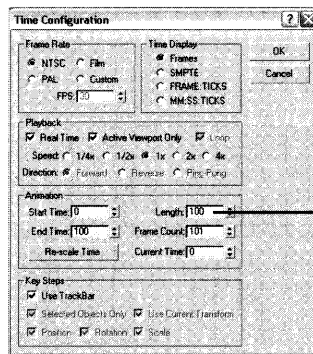 Time Configuration
Frame Rate
NTSC Film
PAL Custom
FPS: 30
Time Display
Frames
SMPTE
FRAME:TICKS
MM:SS:TICKS
OK
Cancel
Playback
Real Time Active Viewport Only Loop
Speed: 1/4x 1/2x 1x 2x 4x
Direction: Forward Reverse Ping-Pong
Animation
Start Time: 0 Length: 100
End Time: 100 Frame Count: 101
Re-scale Time Current Time: 0
Key Steps
Use TrackBar
Selected Objects Only Use Current Transform
Position Rotation Scale